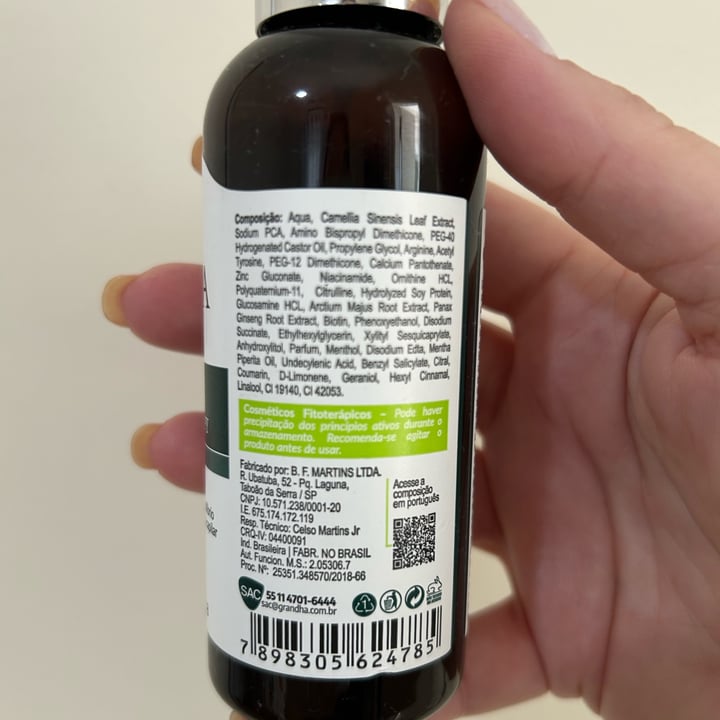 Composição: Aqua, Camellia Sinensis Leaf Extract,
Sodium PCA, Amino Bispropyl Dimethicone, PEG-40
Hydrogenated Castor Oil, Propylene Glycol, Arginine, Acetyl
Tyrosine, PEG-12 Dimethicone, Calcium Pantothenate,
Zinc Gluconate, Niacinamide, Ornithine HCL,
Polyquaternium-11, Citrulline, Hydrolyzed Soy Protein,
Glucosamine HCL, Arctium Majus Root Extract, Panax
Ginseng Root Extract, Biotin, Phenoxyethanol, Disodium
Succinate, Ethylhexylglycerin, Xylityl Sesquicaprylate,
Anhydroxylitol, Parfum, Menthol, Disodium Edta, Mentha
Piperita Oil, Undecylenic Acid, Benzyl Salicylate, Citral,
Coumarin, D-Limonene, Geraniol, Hexyl Cinnamal,
Linalool, CI 19140, CI 42053.
Cosméticos Fitoterápicos – Pode haver
precipitação dos princípios ativos durante o
armazenamento. Recomenda-se agitar o
produto antes de usar.
Fabricado por: B. F. MARTINS LTDA.
R. Ubatuba, 52 - Pq. Laguna,
Taboão da Serra / SP
CNPJ: 10.571.238/0001-20
I.E. 675.174.172.119
Resp. Técnico: Celso Martins Jr
CRQ-IV: 04400091
Ind. Brasileira | FABR. NO BRASIL
Aut. Funcion. M.S.: 2.05306.7
Proc. Nº: 25351.348570/2018-66
Acesse a
composição
em português
SAC 55 11 4701-6444
sac@grandha.com.br
7 898305 624785